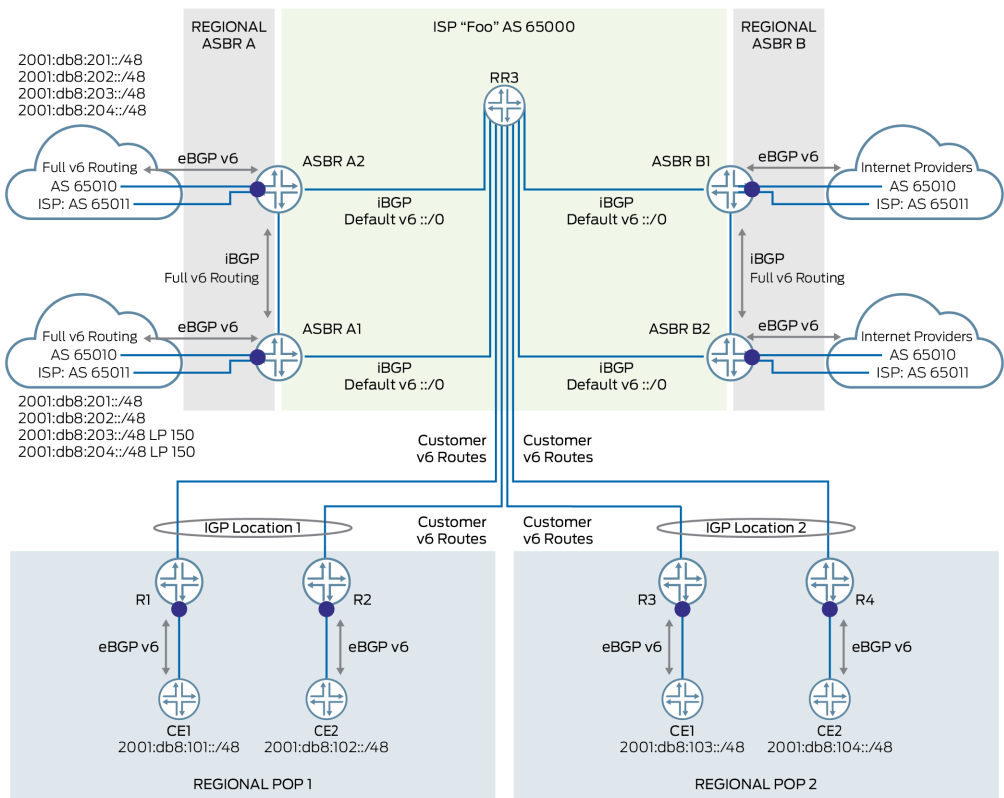 REGIONAL
ASBR A
ISP “Foo” AS 65000
REGIONAL
ASBR B
2001:db8:201::/48
2001:db8:202::/48
2001:db8:203::/48
2001:db8:204::/48
RR3
Full v6 Routing
AS 65010
ISP: AS 65011
eBGP v6
ASBR A2
iBGP
Default v6 ::/0
ASBR B1
iBGP
Default v6 ::/0
eBGP v6
Internet Providers
AS 65010
ISP: AS 65011
iBGP
Full v6 Routing
iBGP
Full v6 Routing
Full v6 Routing
AS 65010
ISP: AS 65011
eBGP v6
ASBR A1
iBGP
Default v6 ::/0
ASBR B2
iBGP
Default v6 ::/0
eBGP v6
Internet Providers
AS 65010
ISP: AS 65011
2001:db8:201::/48
2001:db8:202::/48
2001:db8:203::/48 LP 150
2001:db8:204::/48 LP 150
Customer
v6 Routes
Customer
v6 Routes
IGP Location 1
Customer
v6 Routes
Customer
v6 Routes
IGP Location 2
R1
R2
R3
R4
eBGP v6
eBGP v6
eBGP v6
eBGP v6
CE1
2001:db8:101::/48
CE2
2001:db8:102::/48
CE1
2001:db8:103::/48
CE2
2001:db8:104::/48
REGIONAL POP 1
REGIONAL POP 2